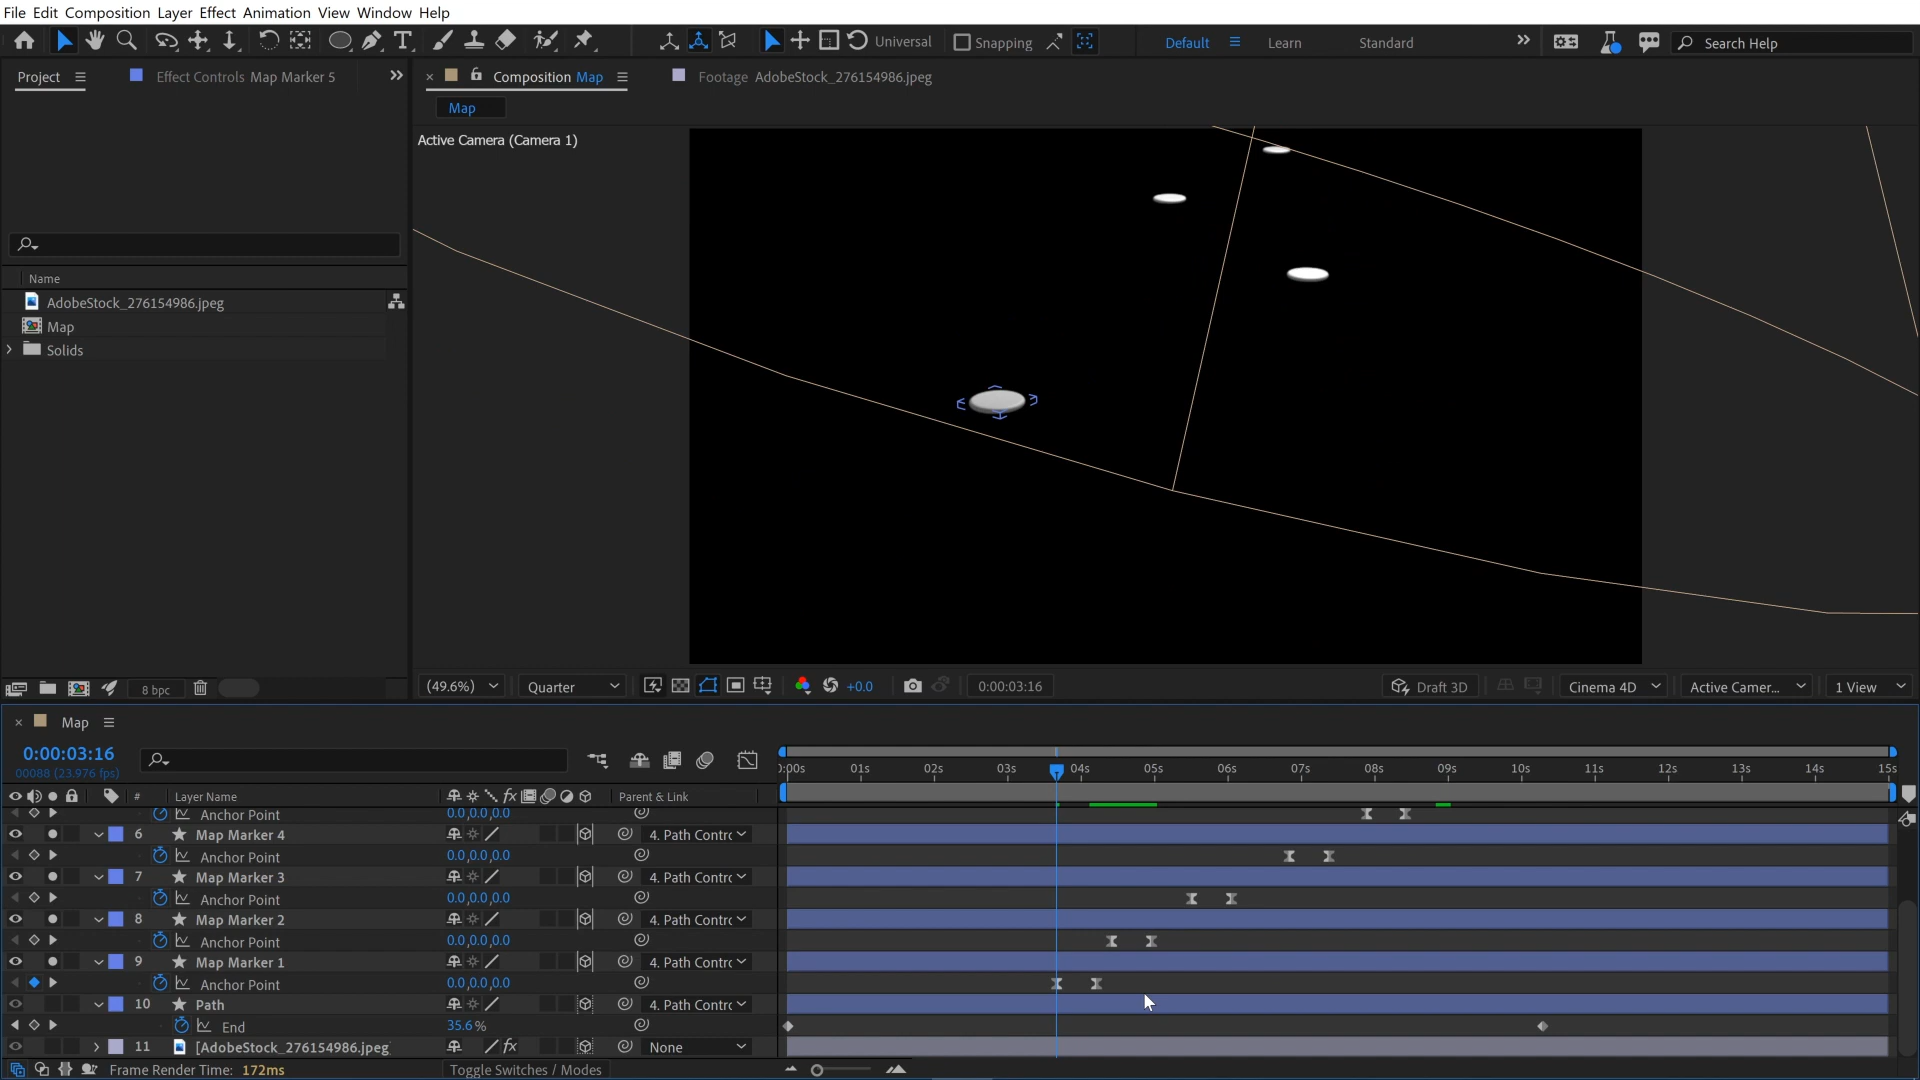 File Edit Composition Layer Effect Animation View Window Help
Universal Snapping Default Learn Standard Search Help
Project Effect Controls Map Marker 5 Composition Map Footage AdobeStock_276154986.jpeg
Map
Active Camera (Camera 1)
Name
AdobeStock_276154986.jpeg
Map
Solids
8 bpc (49.6%) Quarter +0.0 0:00:03:16 Draft 3D Cinema 4D Active Camer... 1 View
Map
0:00:03:16
00088 (23.976 fps)
):00s 01s 02s 03s 04s 05s 06s 07s 08s 09s 10s 11s 12s 13s 14s 15s
# Layer Name fx Parent & Link
Anchor Point 0.0,0.0,0.0
6 Map Marker 4 4. Path Contrc
Anchor Point 0.0,0.0,0.0
7 Map Marker 3 4. Path Contrc
Anchor Point 0.0,0.0,0.0
8 Map Marker 2 4. Path Contrc
Anchor Point 0.0,0.0,0.0
9 Map Marker 1 4. Path Contrc
Anchor Point 0.0,0.0,0.0
10 Path 4. Path Contrc
End 35.6 %
11 [AdobeStock_276154986.jpeg fx None
Frame Render Time: 172ms Toggle Switches / Modes